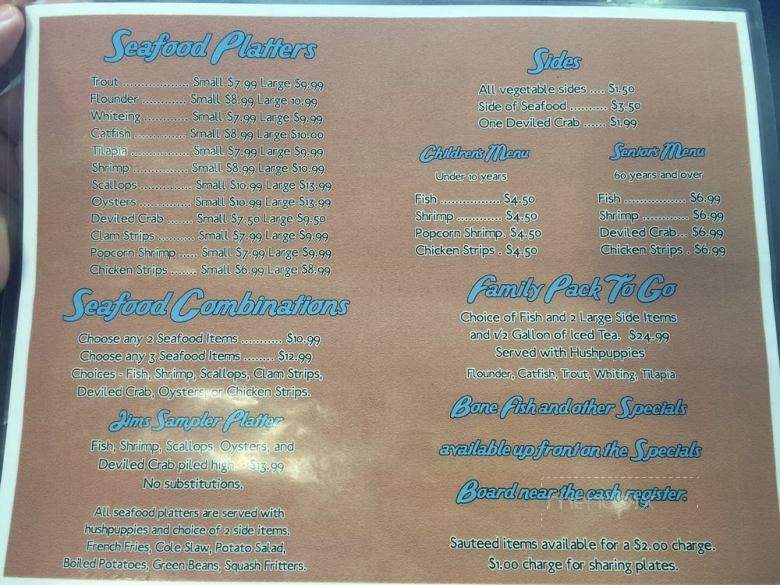 Seafood Platters
Trout .................. Small $7.99 Large $9.99
Flounder ............ Small $8.99 Large 10.99
Whiteing ............ Small $7.99 Large $9.99
Catfish .............. Small $8.99 Large $10.00
Tilapia ............... Small $7.99 Large $9.99
Shrimp ............... Small $8.99 Large $10.99
Scallops .............. Small $10.99 Large $13.99
Oysters .............. Small $10.99 Large $13.99
Deviled Crab ....... Small $7.50 Large $9.50
Clam Strips .......... Small $7.99 Large $9.99
Popcorn Shrimp ..... Small $7.99 Large $9.99
Chicken Strips ....... Small $6.99 Large $8.99
Seafood Combinations
Choose any 2 Seafood Items ........... $10.99
Choose any 3 Seafood Items ......... $12.99
Choices - Fish, Shrimp, Scallops, Clam Strips,
Deviled Crab, Oysters or Chicken Strips.
Jims Sampler Platter
Fish, Shrimp, Scallops, Oysters, and
Deviled Crab piled high. $13.99
No substitutions.
All seafood platters are served with
hushpuppies and choice of 2 side items.
French Fries, Cole Slaw, Potato Salad,
Boiled Potatoes, Green Beans, Squash Fritters.
Sides
All vegetable sides .... $1.50
Side of Seafood .......... $3.50
One Deviled Crab ...... $1.99
Children's Menu
Under 10 years
Fish ................ $4.50
Shrimp ............ $4.50
Popcorn Shrimp. $4.50
Chicken Strips . $4.50
Senior's Menu
60 years and over
Fish ................. $6.99
Shrimp ............. $6.99
Deviled Crab... $6.99
Chicken Strips . $6.99
Family Pack To Go
Choice of Fish and 2 Large Side Items
and 1/2 Gallon of Iced Tea. $24.99
Served with Hushpuppies
Flounder, Catfish, Trout, Whiting, Tilapia
Bone Fish and other Specials
available up front on the Specials
Board near the cash register.
Sauteed items available for a $2.00 charge.
$1.00 charge for sharing plates.